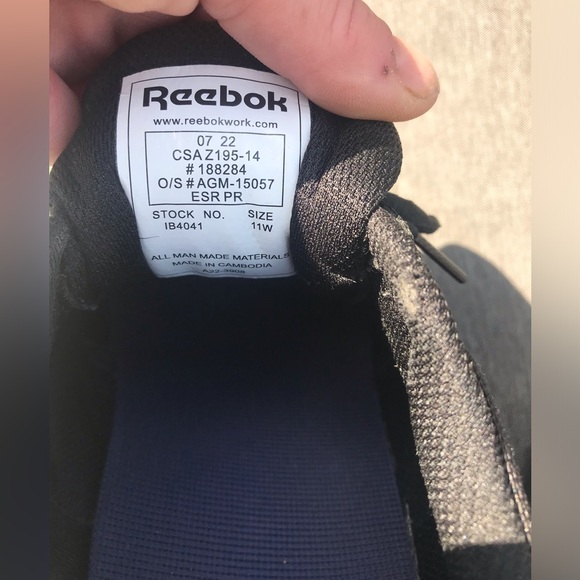 Reebok
www.reebokwork.com
07 22
CSA Z195-14
# 188284
O/S # AGM-15057
ESR PR
STOCK NO. SIZE
IB4041 11W
ALL MAN MADE MATERIALS
MADE IN CAMBODIA